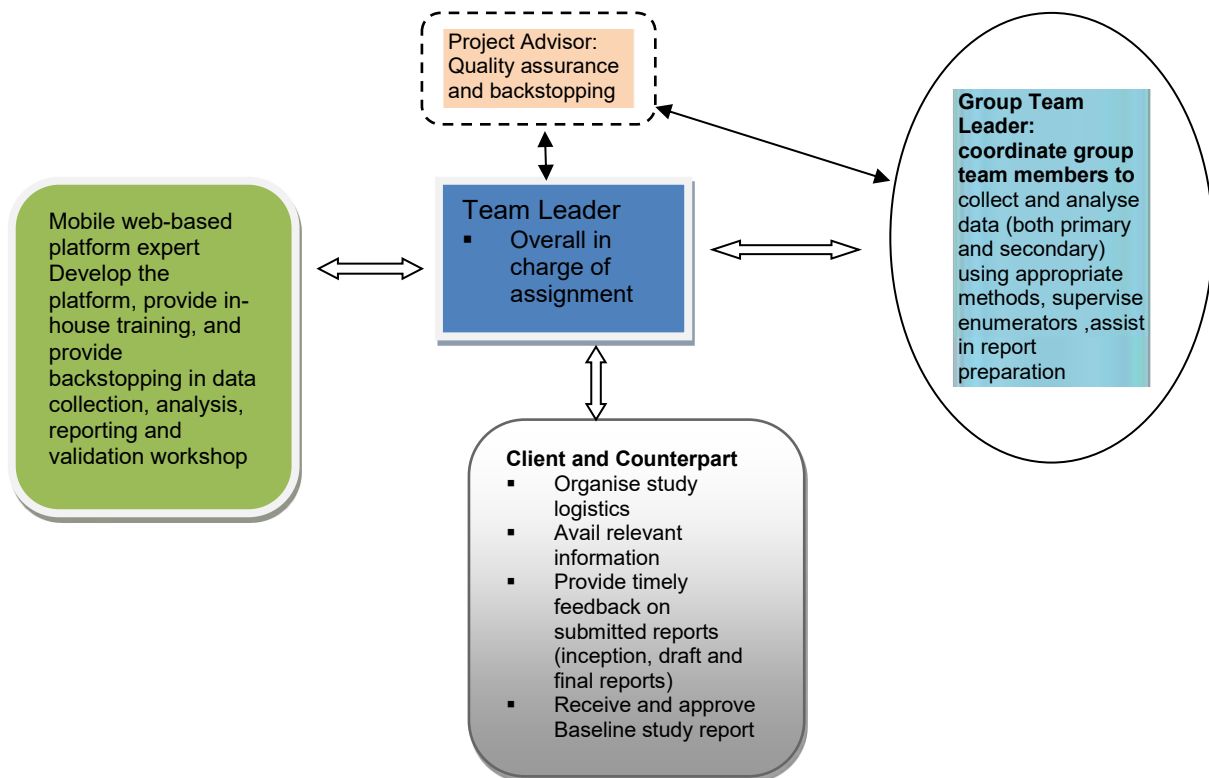 Project Advisor:
Quality assurance
and backstopping
Group Team
Leader:
coordinate group
team members to
collect and analyse
data (both primary
and secondary)
using appropriate
methods, supervise
enumerators ,assist
in report
preparation
Mobile web-based
platform expert
Develop the
platform, provide in-
house training, and
provide
backstopping in data
collection, analysis,
reporting and
validation workshop
Team Leader
▪ Overall in
charge of
assignment
Client and Counterpart
▪ Organise study
logistics
▪ Avail relevant
information
▪ Provide timely
feedback on
submitted reports
(inception, draft and
final reports)
▪ Receive and approve
Baseline study report